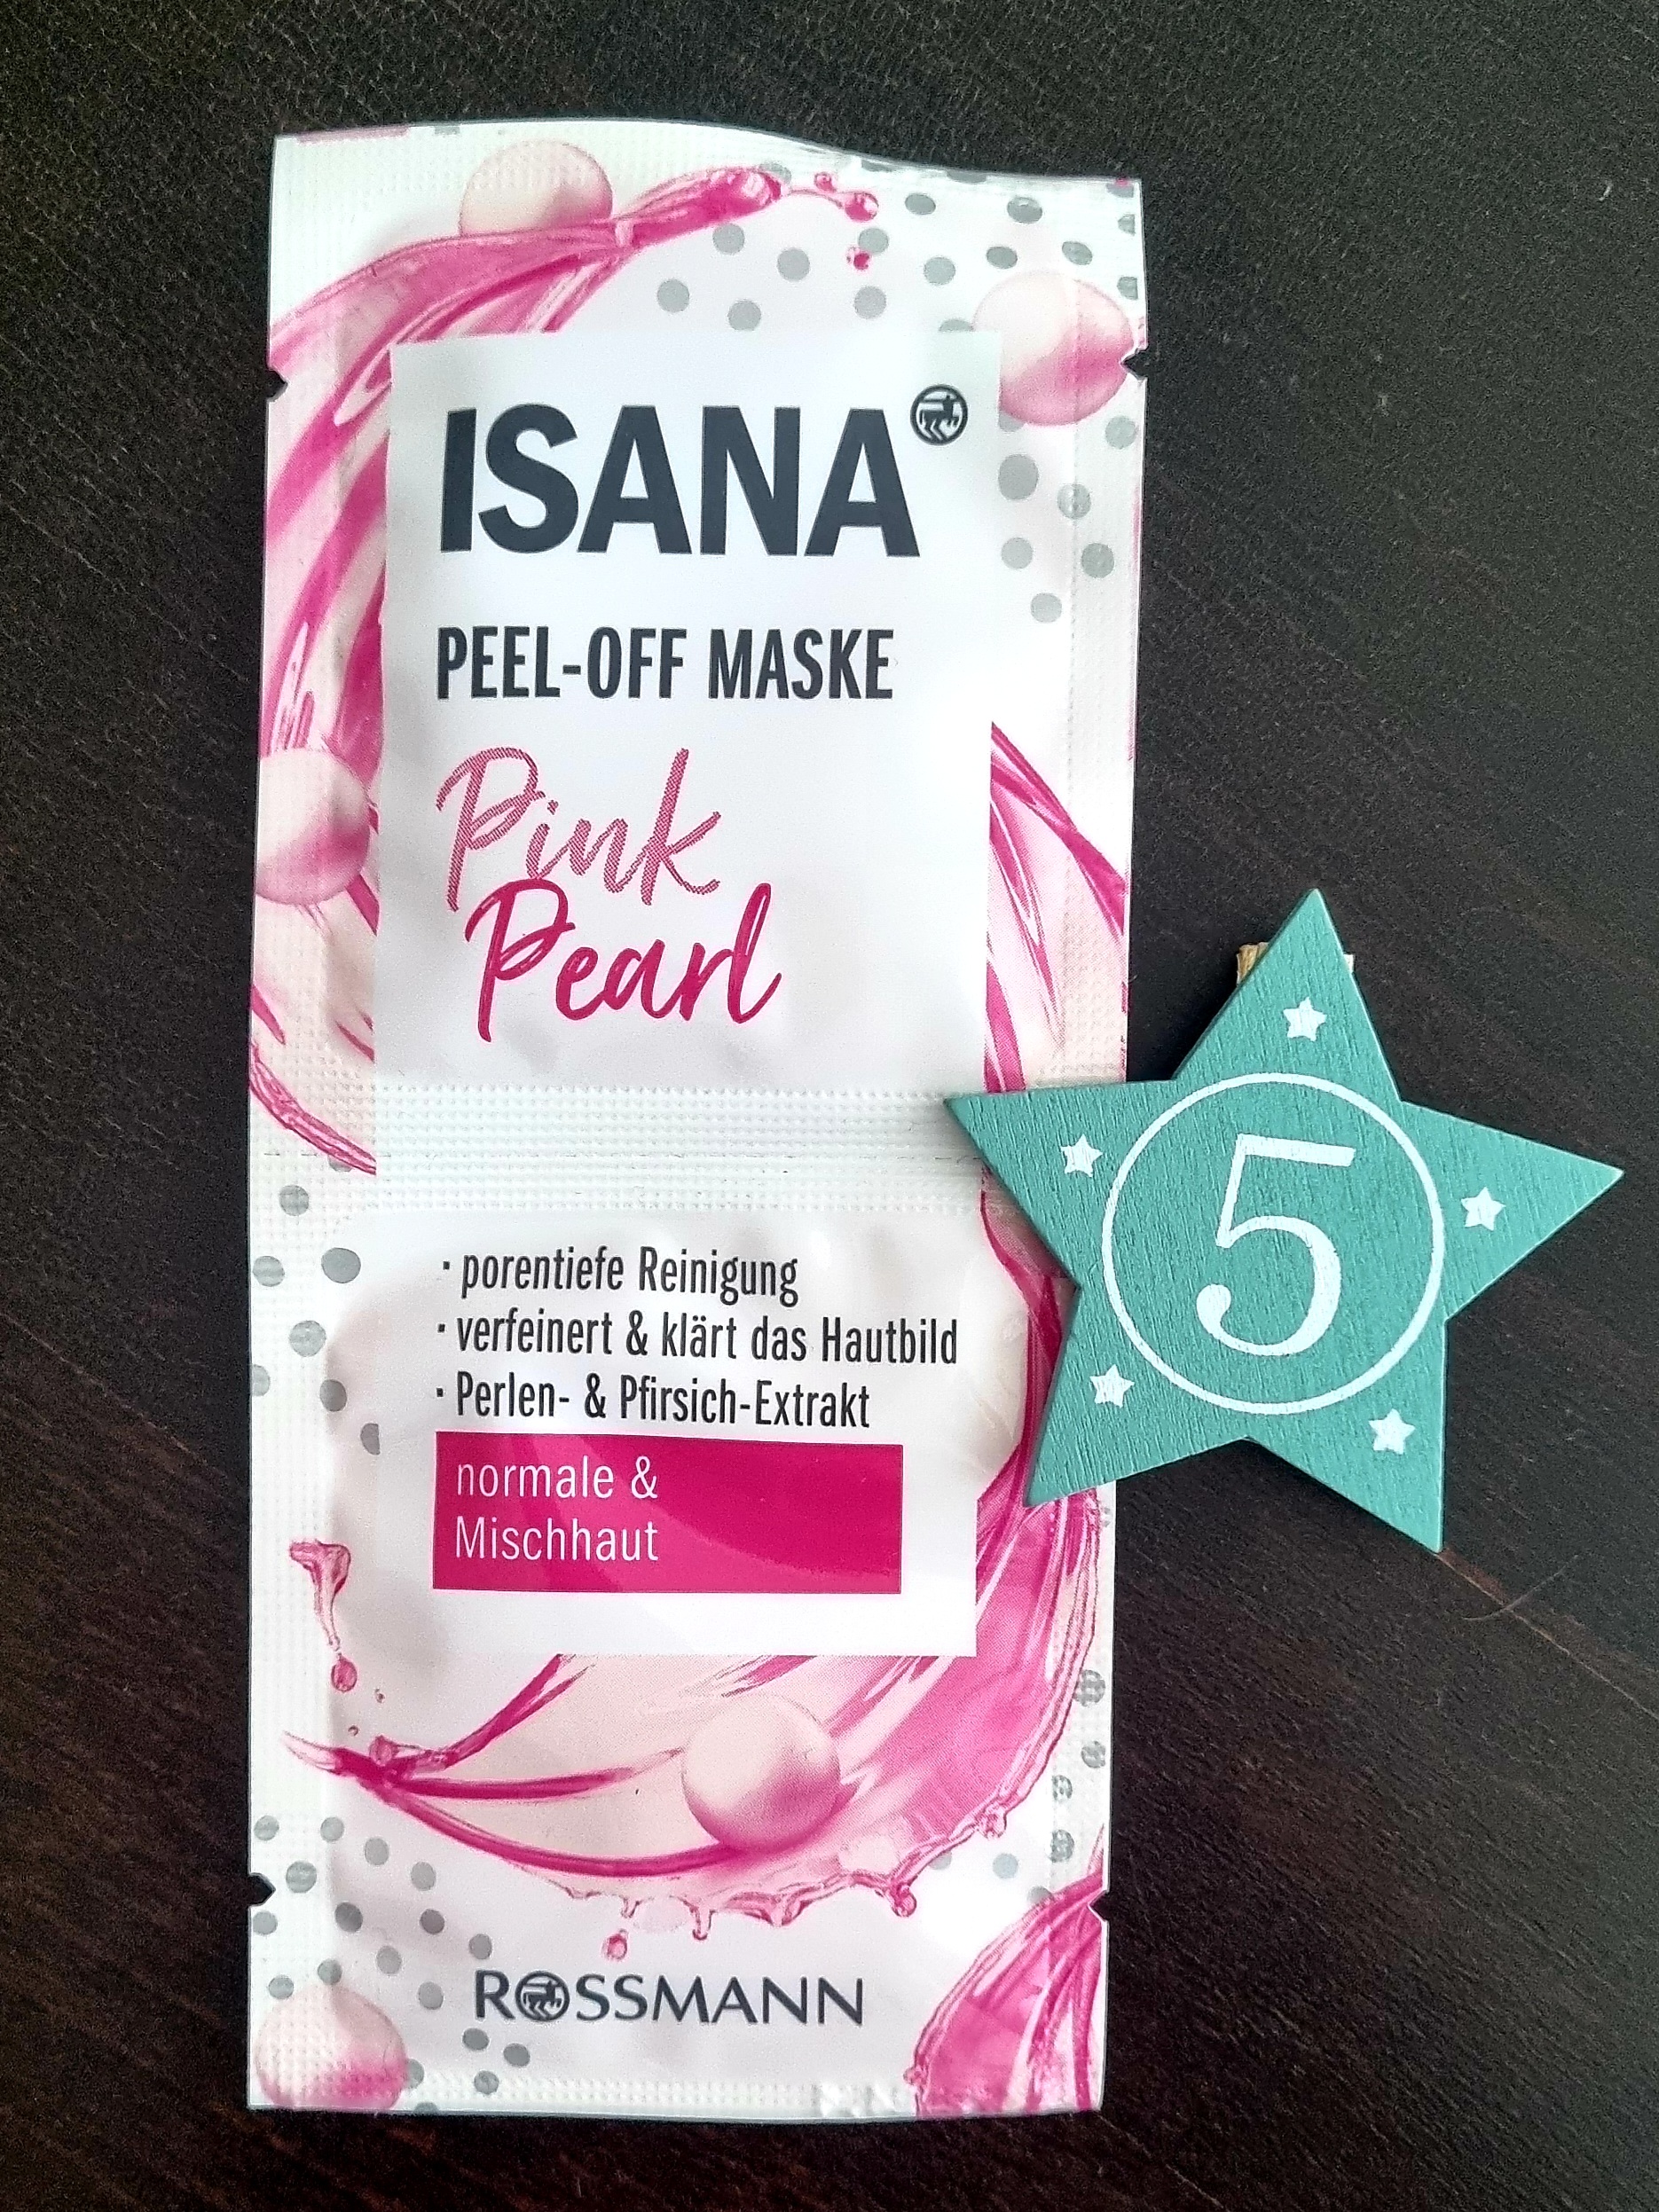 ISANA
PEEL-OFF MASKE
Pink
Pearl
· porentiefe Reinigung
· verfeinert & klärt das Hautbild
· Perlen- & Pfirsich-Extrakt
normale &
Mischhaut
ROSSMANN
5